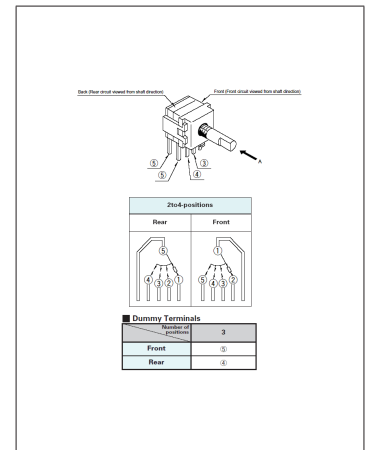 Back (Rear circuit viewed from shaft direction)
Front (Front circuit viewed from shaft direction)
⑤
⑤
③
④
A
2to4-positions
Rear
Front
⑤
④
③
②
①
①
⑤
④
③
②
■ Dummy Terminals
Number of
positions
3
Front
⑤
Rear
④